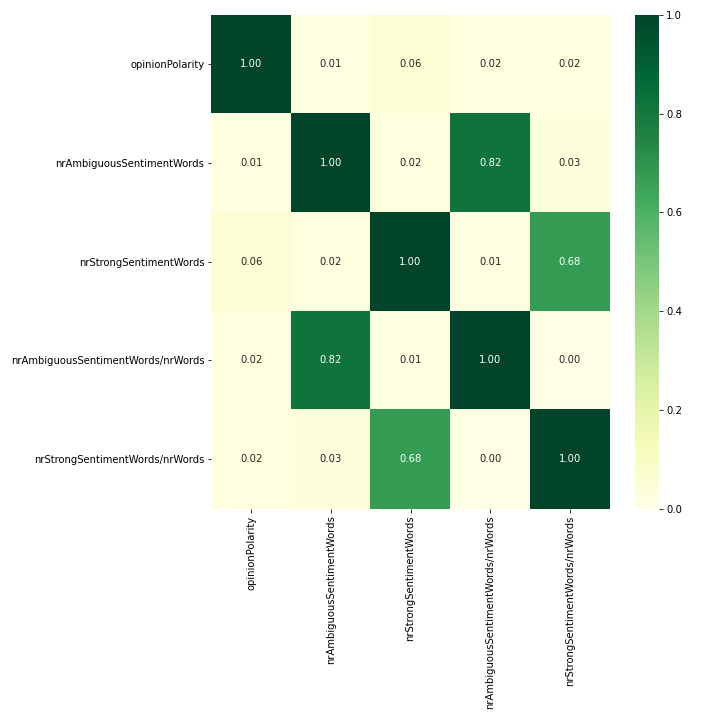 opinionPolarity 1.00 0.01 0.06 0.02 0.02
nrAmbiguousSentimentWords 0.01 1.00 0.02 0.82 0.03
nrStrongSentimentWords 0.06 0.02 1.00 0.01 0.68
nrAmbiguousSentimentWords/nrWords 0.02 0.82 0.01 1.00 0.00
nrStrongSentimentWords/nrWords 0.02 0.03 0.68 0.00 1.00
opinionPolarity
nrAmbiguousSentimentWords
nrStrongSentimentWords
nrAmbiguousSentimentWords/nrWords
nrStrongSentimentWords/nrWords
1.0
0.8
0.6
0.4
0.2
0.0